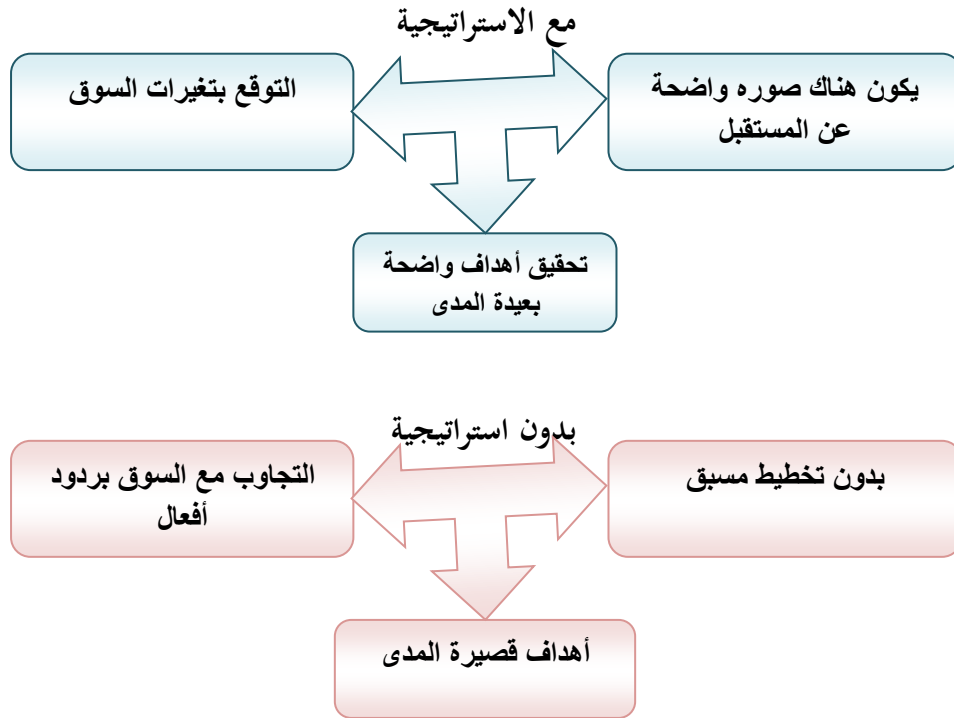 مع الاستراتيجية
يكون هناك صوره واضحة
عن المستقبل
التوقع بتغيرات السوق
تحقيق أهداف واضحة
بعيدة المدى
بدون استراتيجية
بدون تخطيط مسبق
التجاوب مع السوق بردود
أفعال
أهداف قصيرة المدى